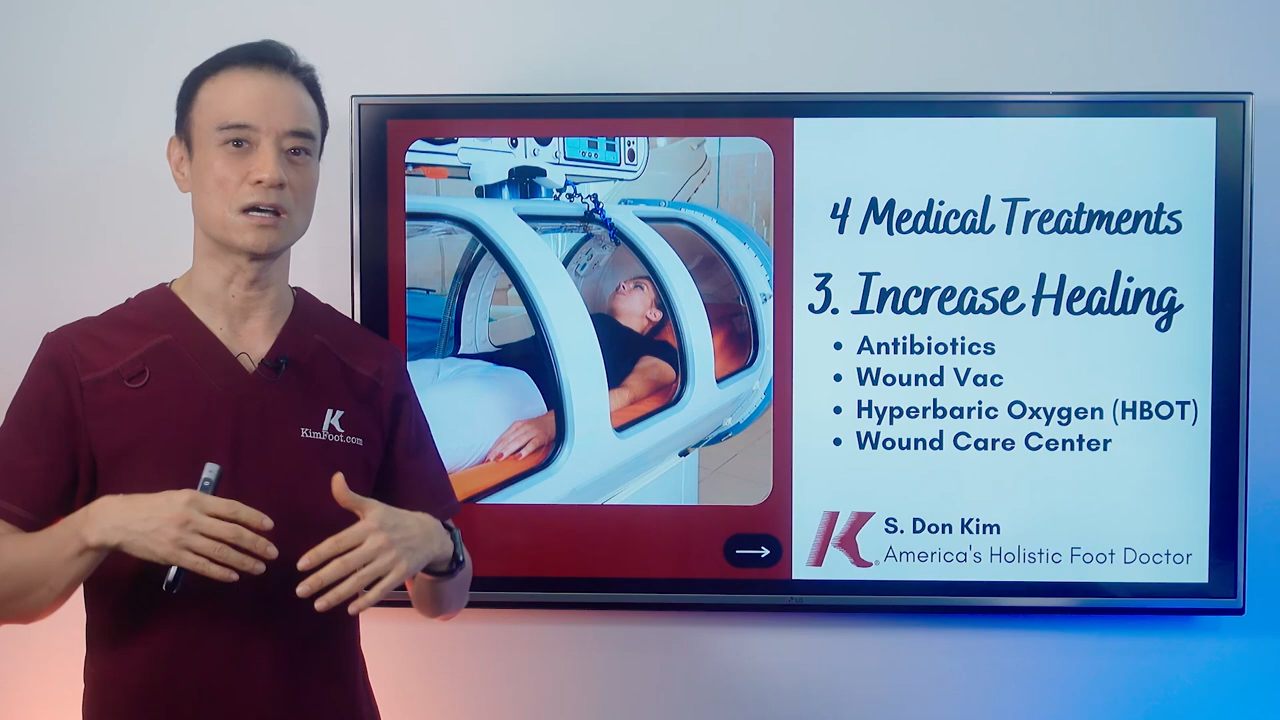 4 Medical Treatments
3. Increase Healing
• Antibiotics
• Wound Vac
• Hyperbaric Oxygen (HBOT)
• Wound Care Center
K
S. Don Kim
America's Holistic Foot Doctor
K
KimFoot.com
LG